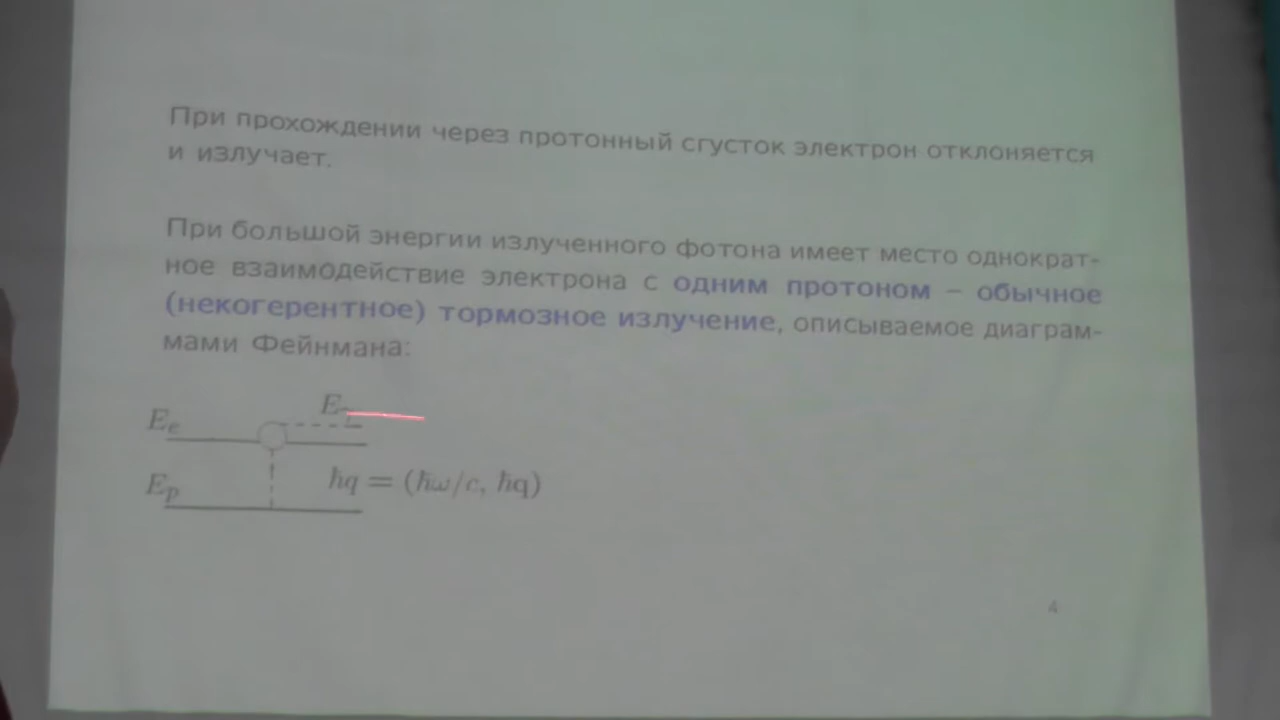 При прохождении через протонный сгусток электрон отклоняется
и излучает.
При большой энергии излученного фотона имеет место однократ-
ное взаимодействие электрона с одним протоном – обычное
(некогерентное) тормозное излучение, описываемое диаграм-
мами Фейнмана:
E
E_e
E_p ħq = (ħω/c, ħq)
4